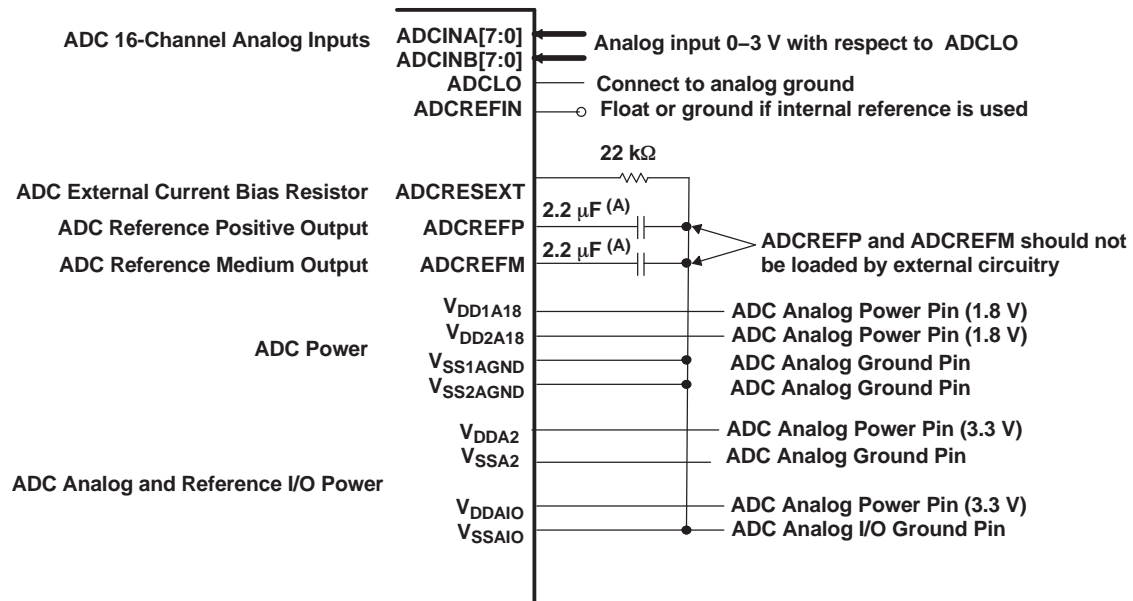 ADC 16-Channel Analog Inputs
ADCINA[7:0]
ADCINB[7:0]
Analog input 0–3 V with respect to ADCLO
ADCLO
Connect to analog ground
ADCREFIN
Float or ground if internal reference is used
22 kΩ
ADC External Current Bias Resistor
ADCRESEXT
2.2 μF (A)
ADC Reference Positive Output
ADCREFP
ADCREFP and ADCREFM should not
be loaded by external circuitry
2.2 μF (A)
ADC Reference Medium Output
ADCREFM
ADC Power
VDD1A18
ADC Analog Power Pin (1.8 V)
VDD2A18
ADC Analog Power Pin (1.8 V)
VSS1AGND
ADC Analog Ground Pin
VSS2AGND
ADC Analog Ground Pin
ADC Analog and Reference I/O Power
VDDA2
ADC Analog Power Pin (3.3 V)
VSSA2
ADC Analog Ground Pin
VDDAIO
ADC Analog Power Pin (3.3 V)
VSSAIO
ADC Analog I/O Ground Pin